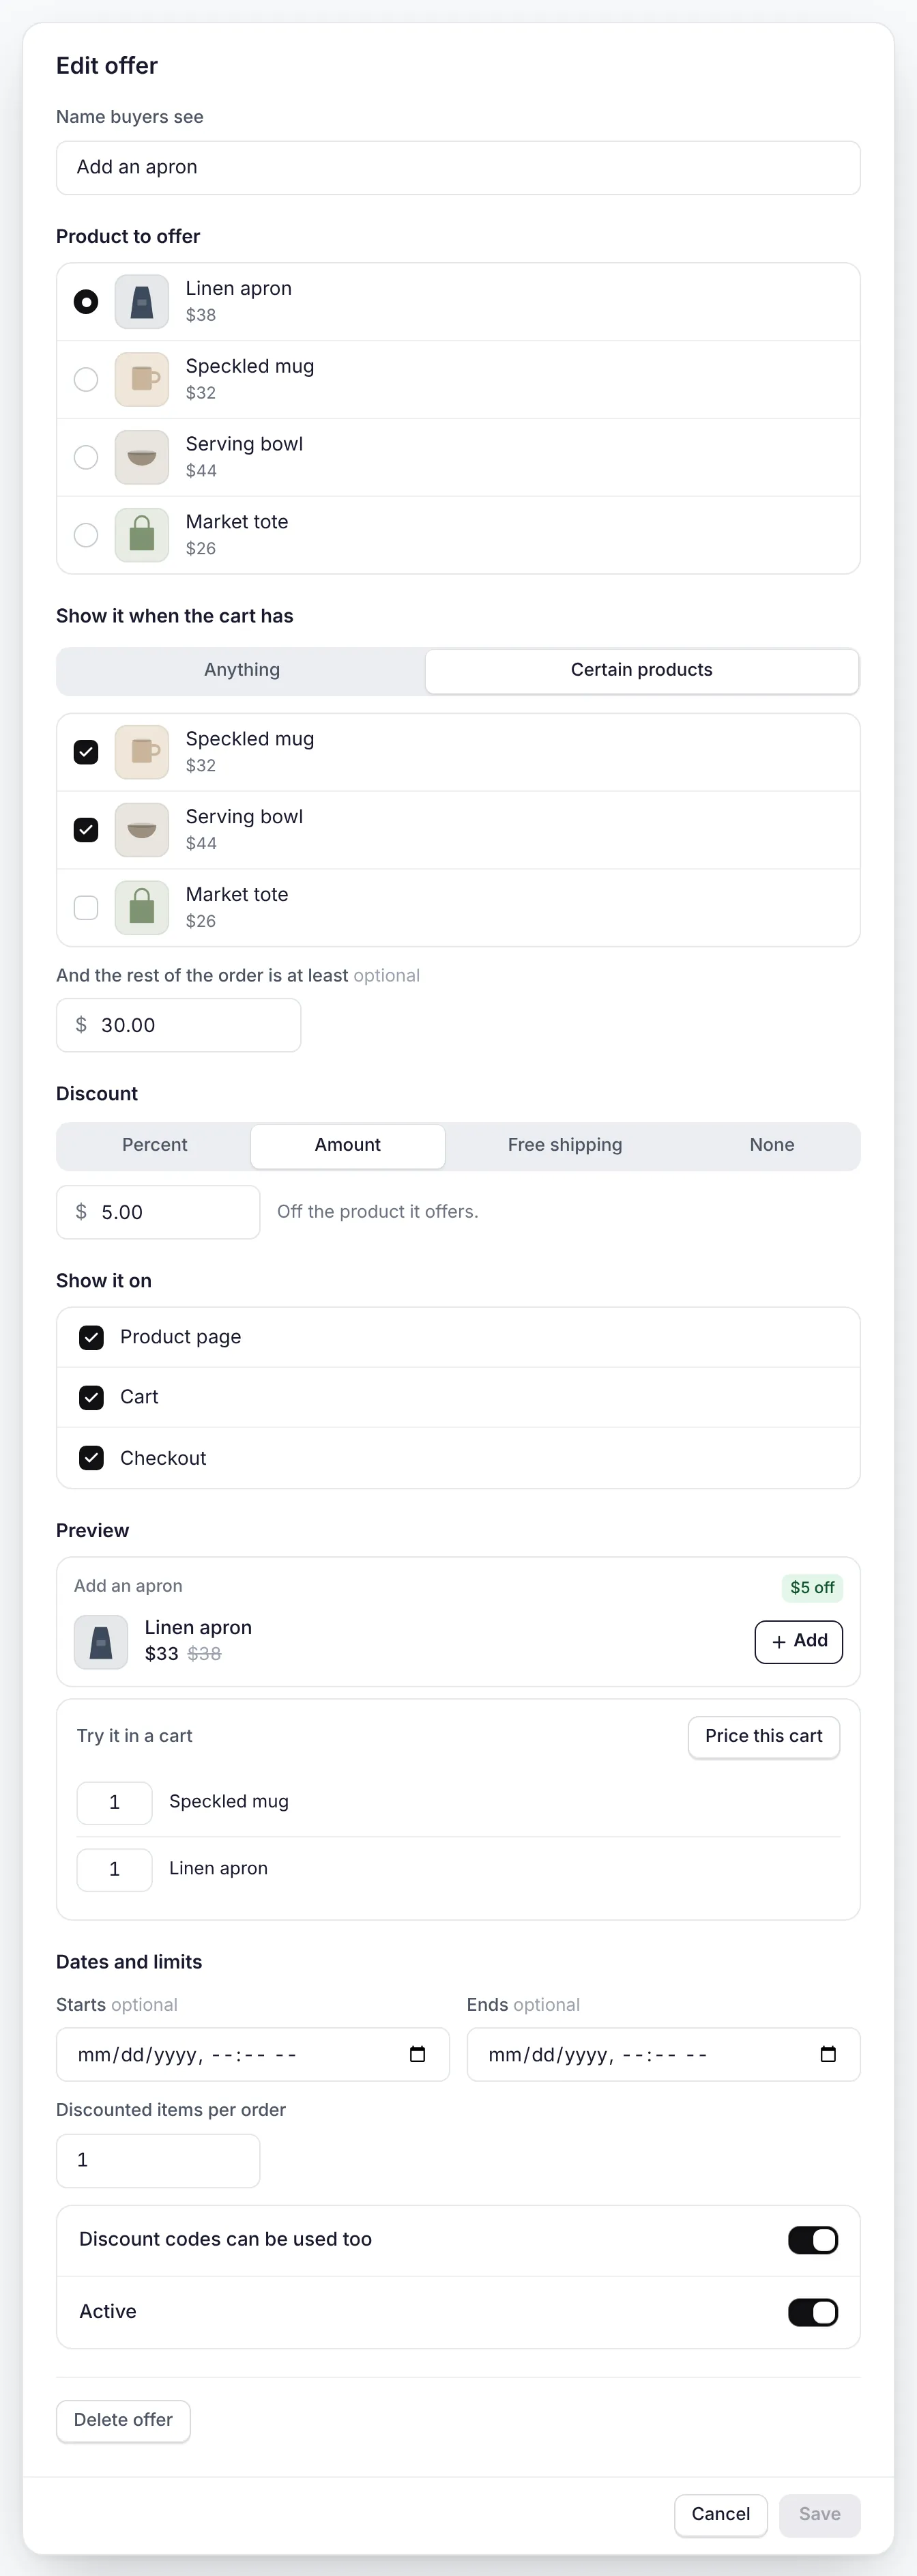 Edit offer
Name buyers see
Add an apron
Product to offer
Linen apron
$38
Speckled mug
$32
Serving bowl
$44
Market tote
$26
Show it when the cart has
Anything Certain products
Speckled mug
$32
Serving bowl
$44
Market tote
$26
And the rest of the order is at least optional
$ 30.00
Discount
Percent Amount Free shipping None
$ 5.00 Off the product it offers.
Show it on
Product page
Cart
Checkout
Preview
Add an apron $5 off
Linen apron
$33 $38
+ Add
Try it in a cart Price this cart
1 Speckled mug
1 Linen apron
Dates and limits
Starts optional Ends optional
mm/dd/yyyy, --:-- -- mm/dd/yyyy, --:-- --
Discounted items per order
1
Discount codes can be used too
Active
Delete offer
Cancel Save